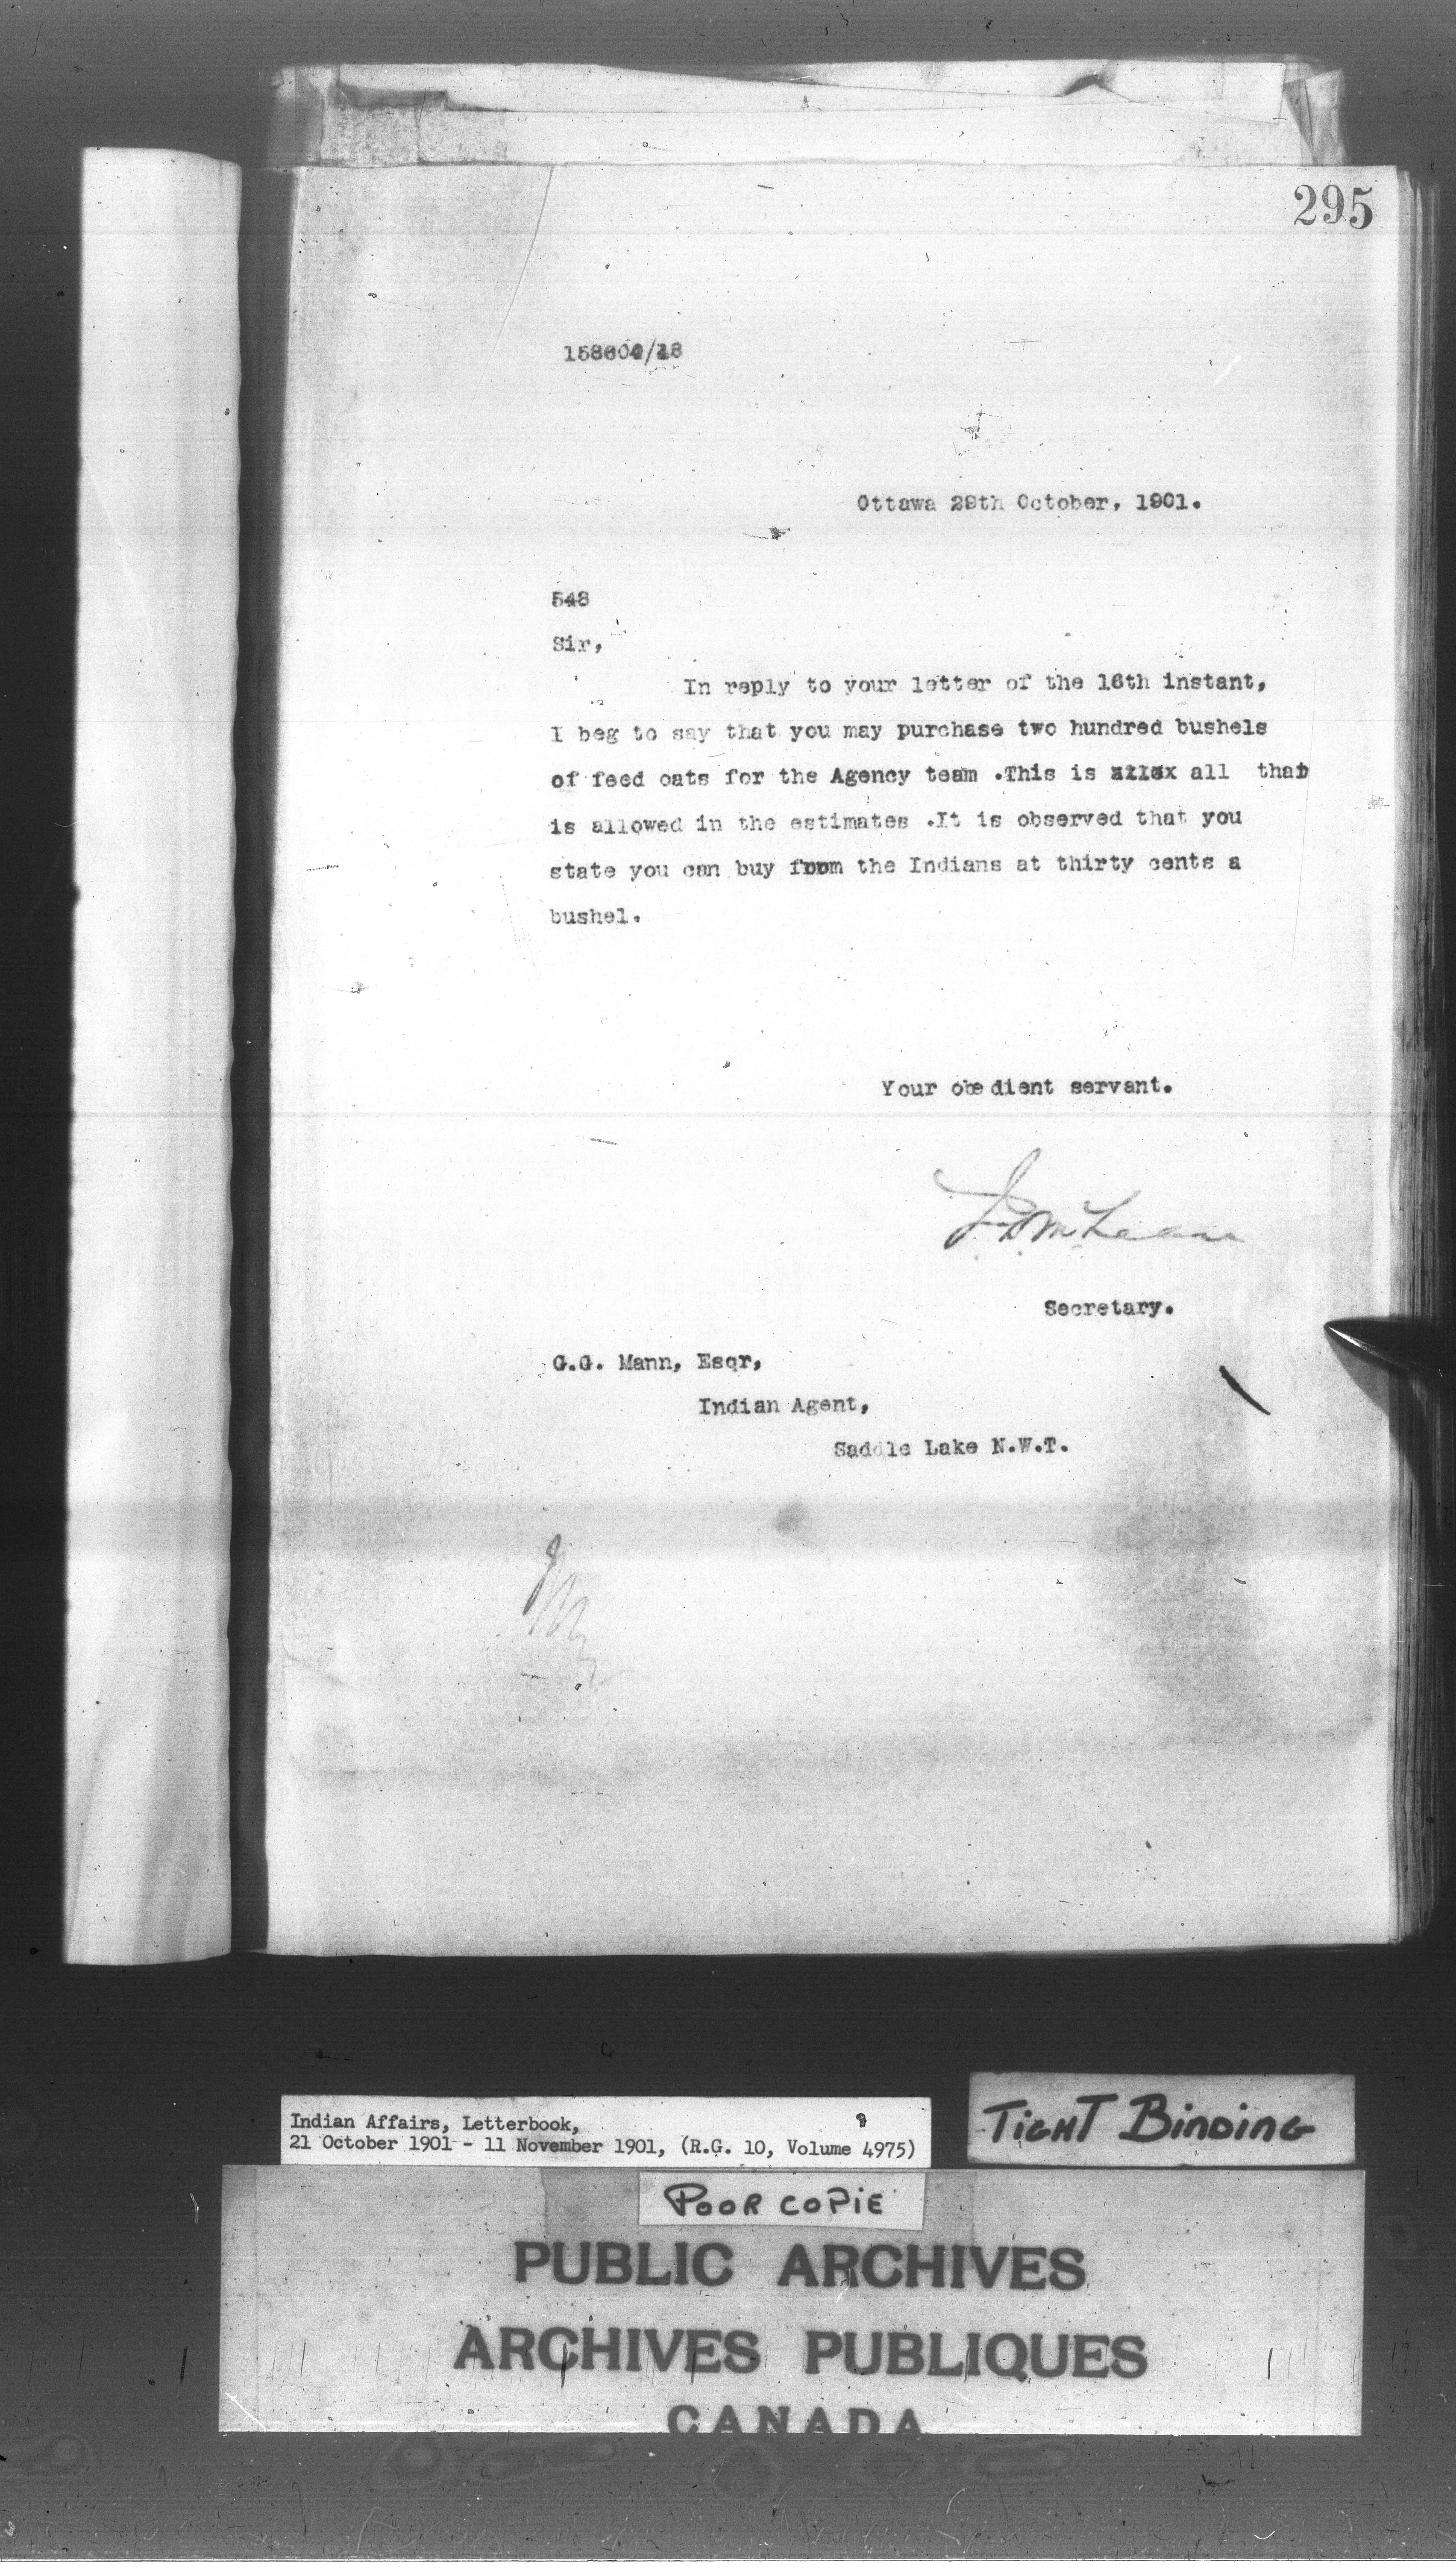 295
Ottawa 29th October, 1901.
548
Sir,
In reply to your letter of the 16th instant,
I beg to say that you may purchase two hundred bushels
of feed oats for the Agency team .This is all that
is allowed in the estimates .It is observed that you
state you can buy from the Indians at thirty cents a
bushel.
Your obedient servant.
J.D.McLean
Secretary.
G.G. Mann, Esqr,
Indian Agent,
Saddle Lake N.W.T.
Indian Affairs, Letterbook,
21 October 1901 - 11 November 1901, (R.G. 10, Volume 4975)
TIGHT BINDING
POOR COPIE
PUBLIC ARCHIVES
ARCHIVES PUBLIQUES
CANADA